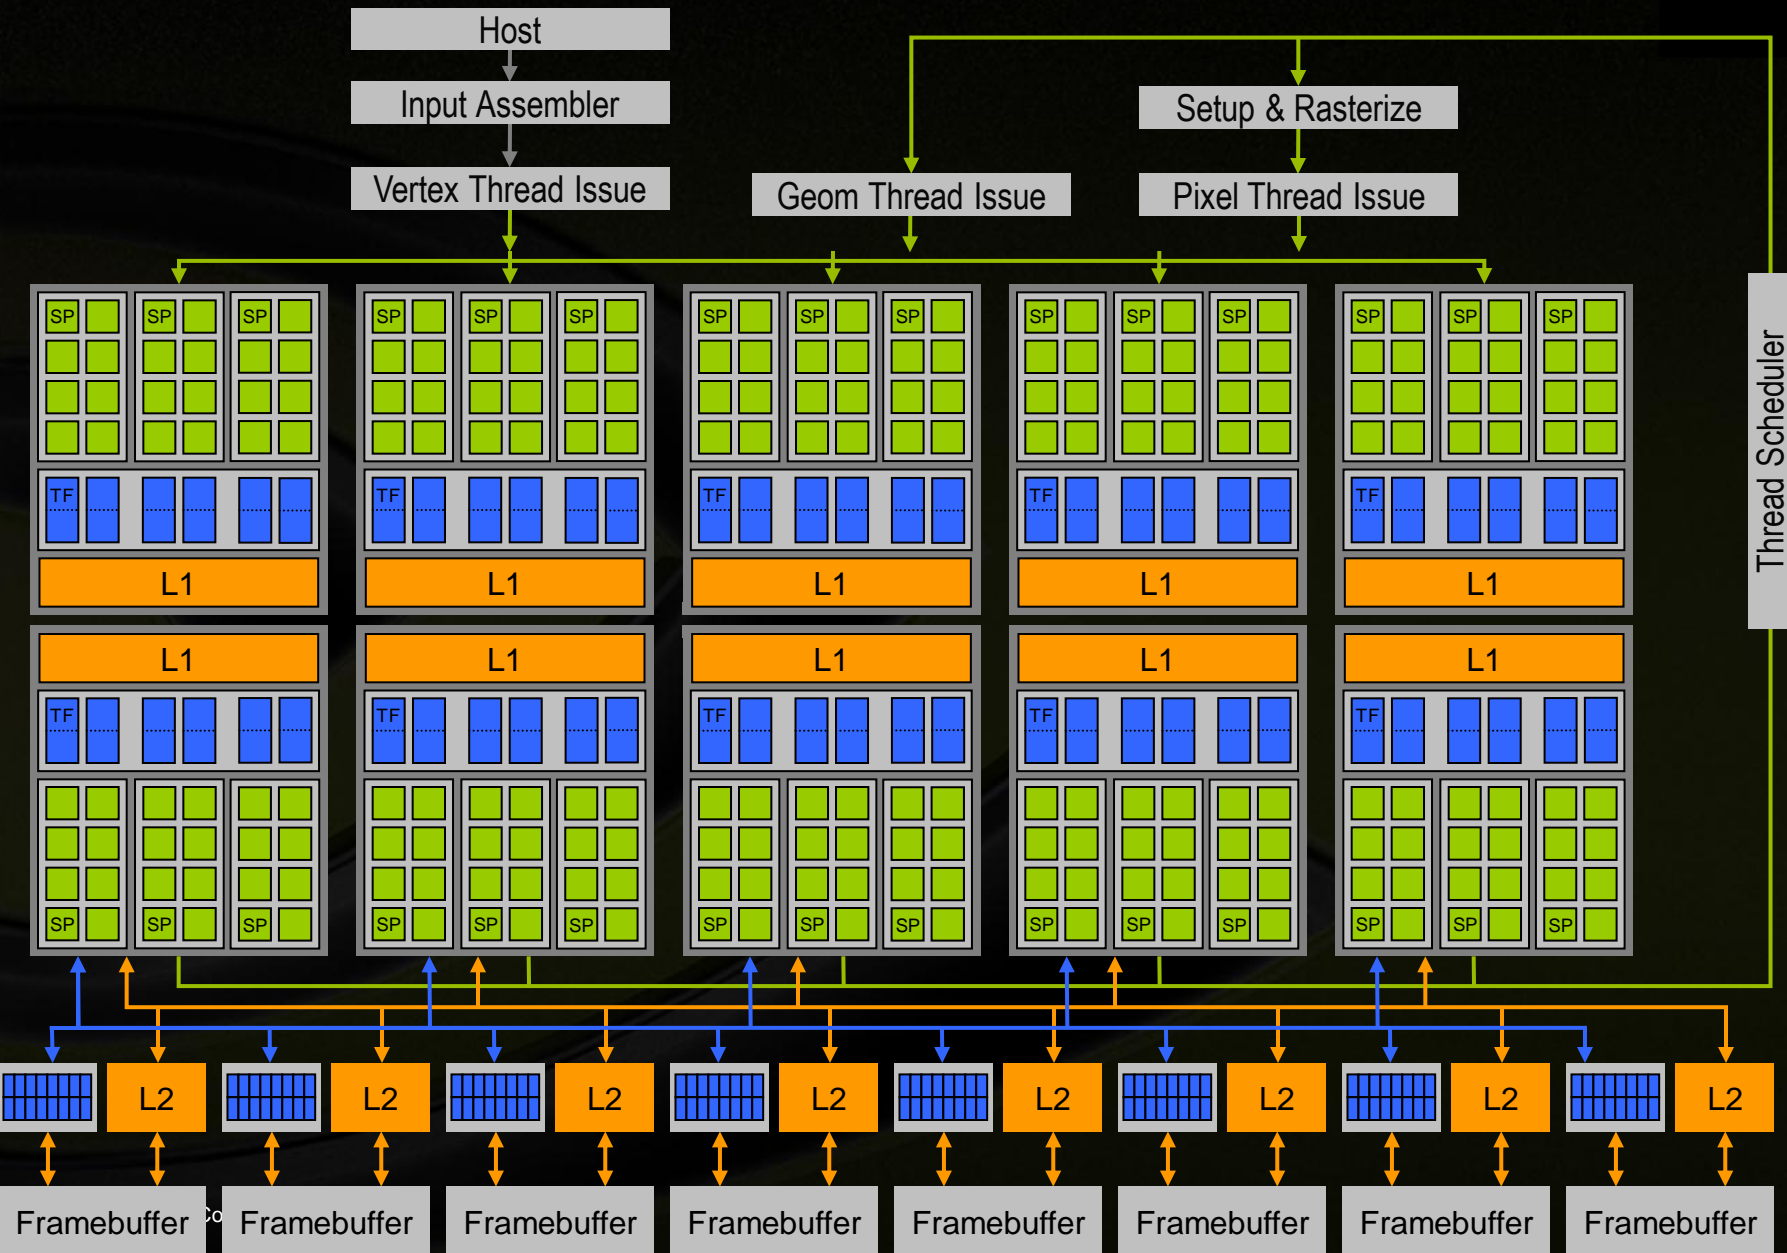 Host
Input Assembler
Setup & Rasterize
Vertex Thread Issue
Geom Thread Issue
Pixel Thread Issue
SP SP SP SP SP SP SP SP SP SP SP SP SP SP SP
Thread Scheduler
TF TF TF TF TF
L1 L1 L1 L1 L1
L1 L1 L1 L1 L1
TF TF TF TF TF
SP SP SP SP SP SP SP SP SP SP SP SP SP SP SP
L2 L2 L2 L2 L2 L2 L2 L2
Framebuffer Framebuffer Framebuffer Framebuffer Framebuffer Framebuffer Framebuffer Framebuffer